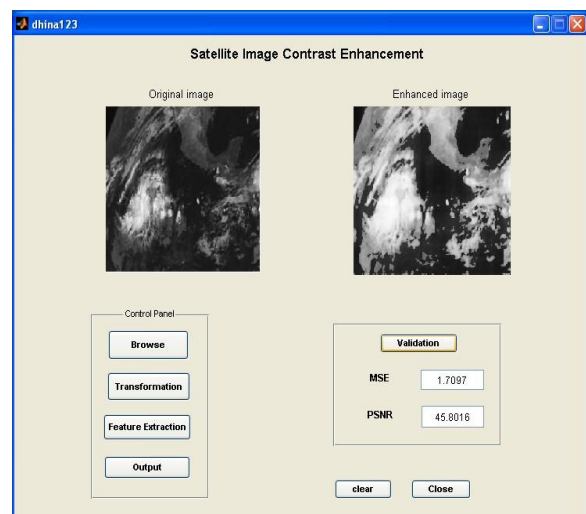 dhina123
Satellite Image Contrast Enhancement
Original image
Enhanced image
Control Panel
Browse
Transformation
Feature Extraction
Output
Validation
MSE 1.7097
PSNR 45.8016
clear Close